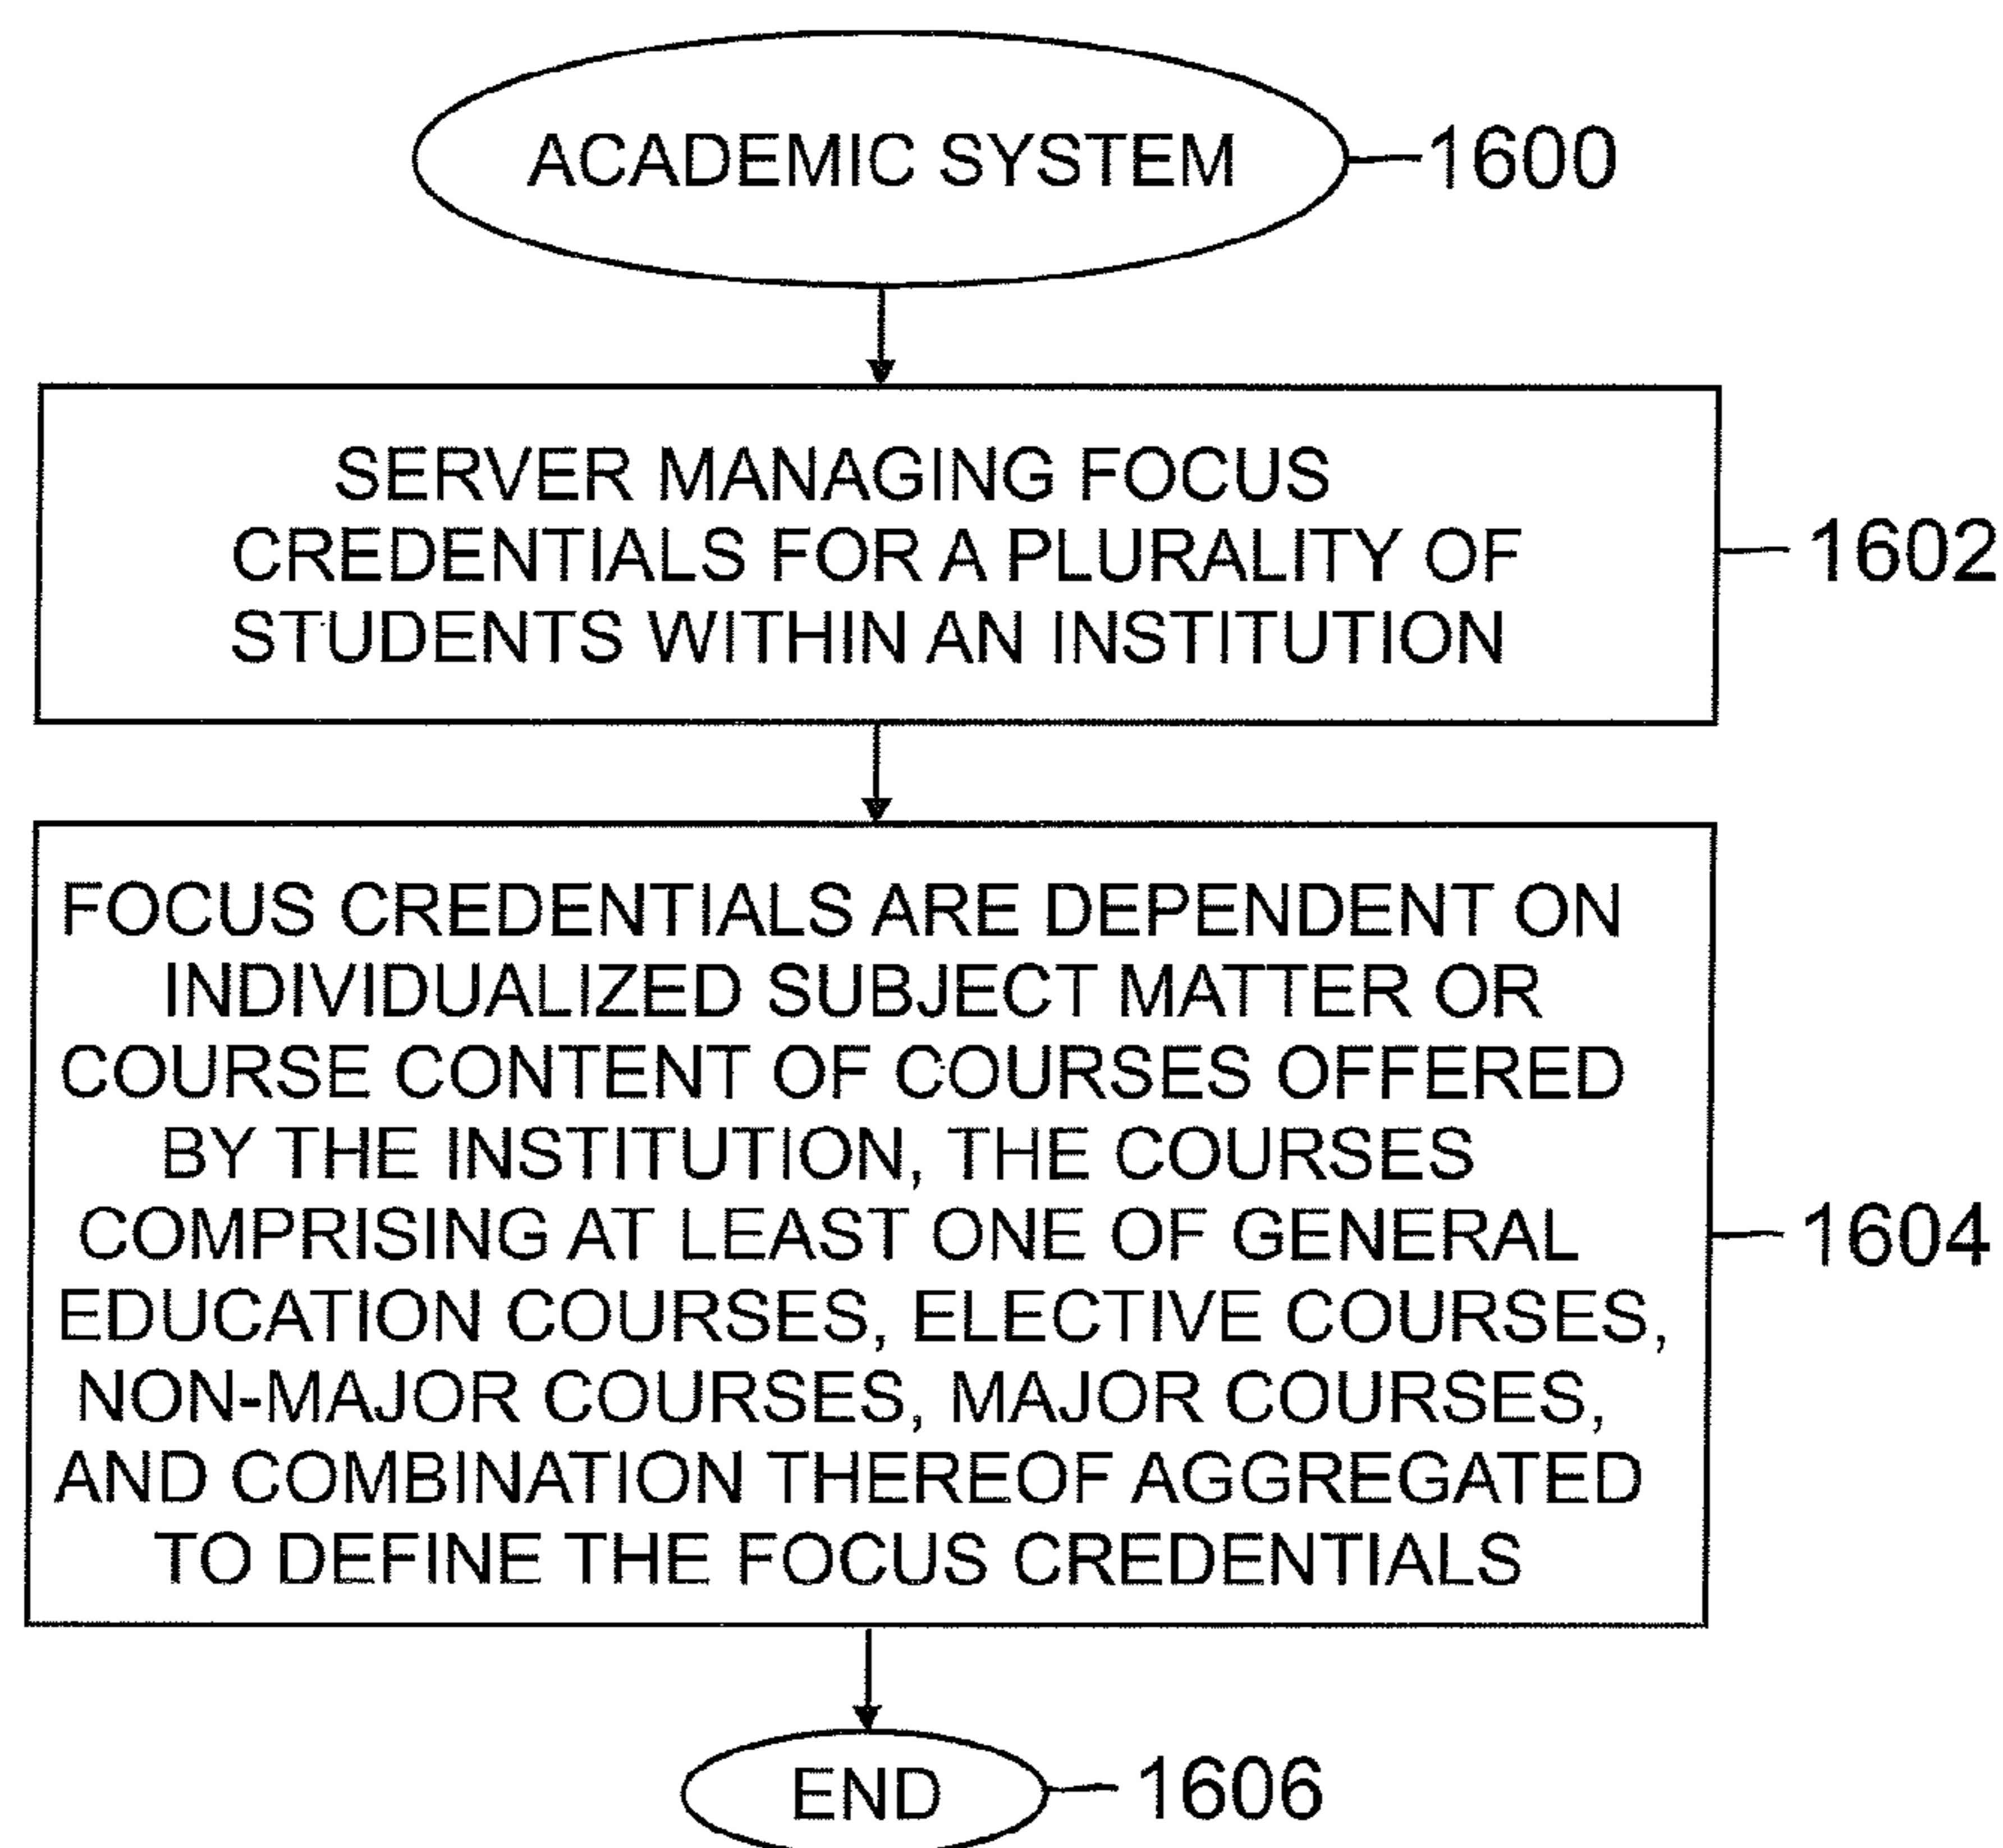 ACADEMIC SYSTEM
1600
SERVER MANAGING FOCUS
CREDENTIALS FOR A PLURALITY OF
STUDENTS WITHIN AN INSTITUTION
1602
FOCUS CREDENTIALS ARE DEPENDENT ON
INDIVIDUALIZED SUBJECT MATTER OR
COURSE CONTENT OF COURSES OFFERED
BY THE INSTITUTION, THE COURSES
COMPRISING AT LEAST ONE OF GENERAL
EDUCATION COURSES, ELECTIVE COURSES,
NON-MAJOR COURSES, MAJOR COURSES,
AND COMBINATION THEREOF AGGREGATED
TO DEFINE THE FOCUS CREDENTIALS
1604
END
1606